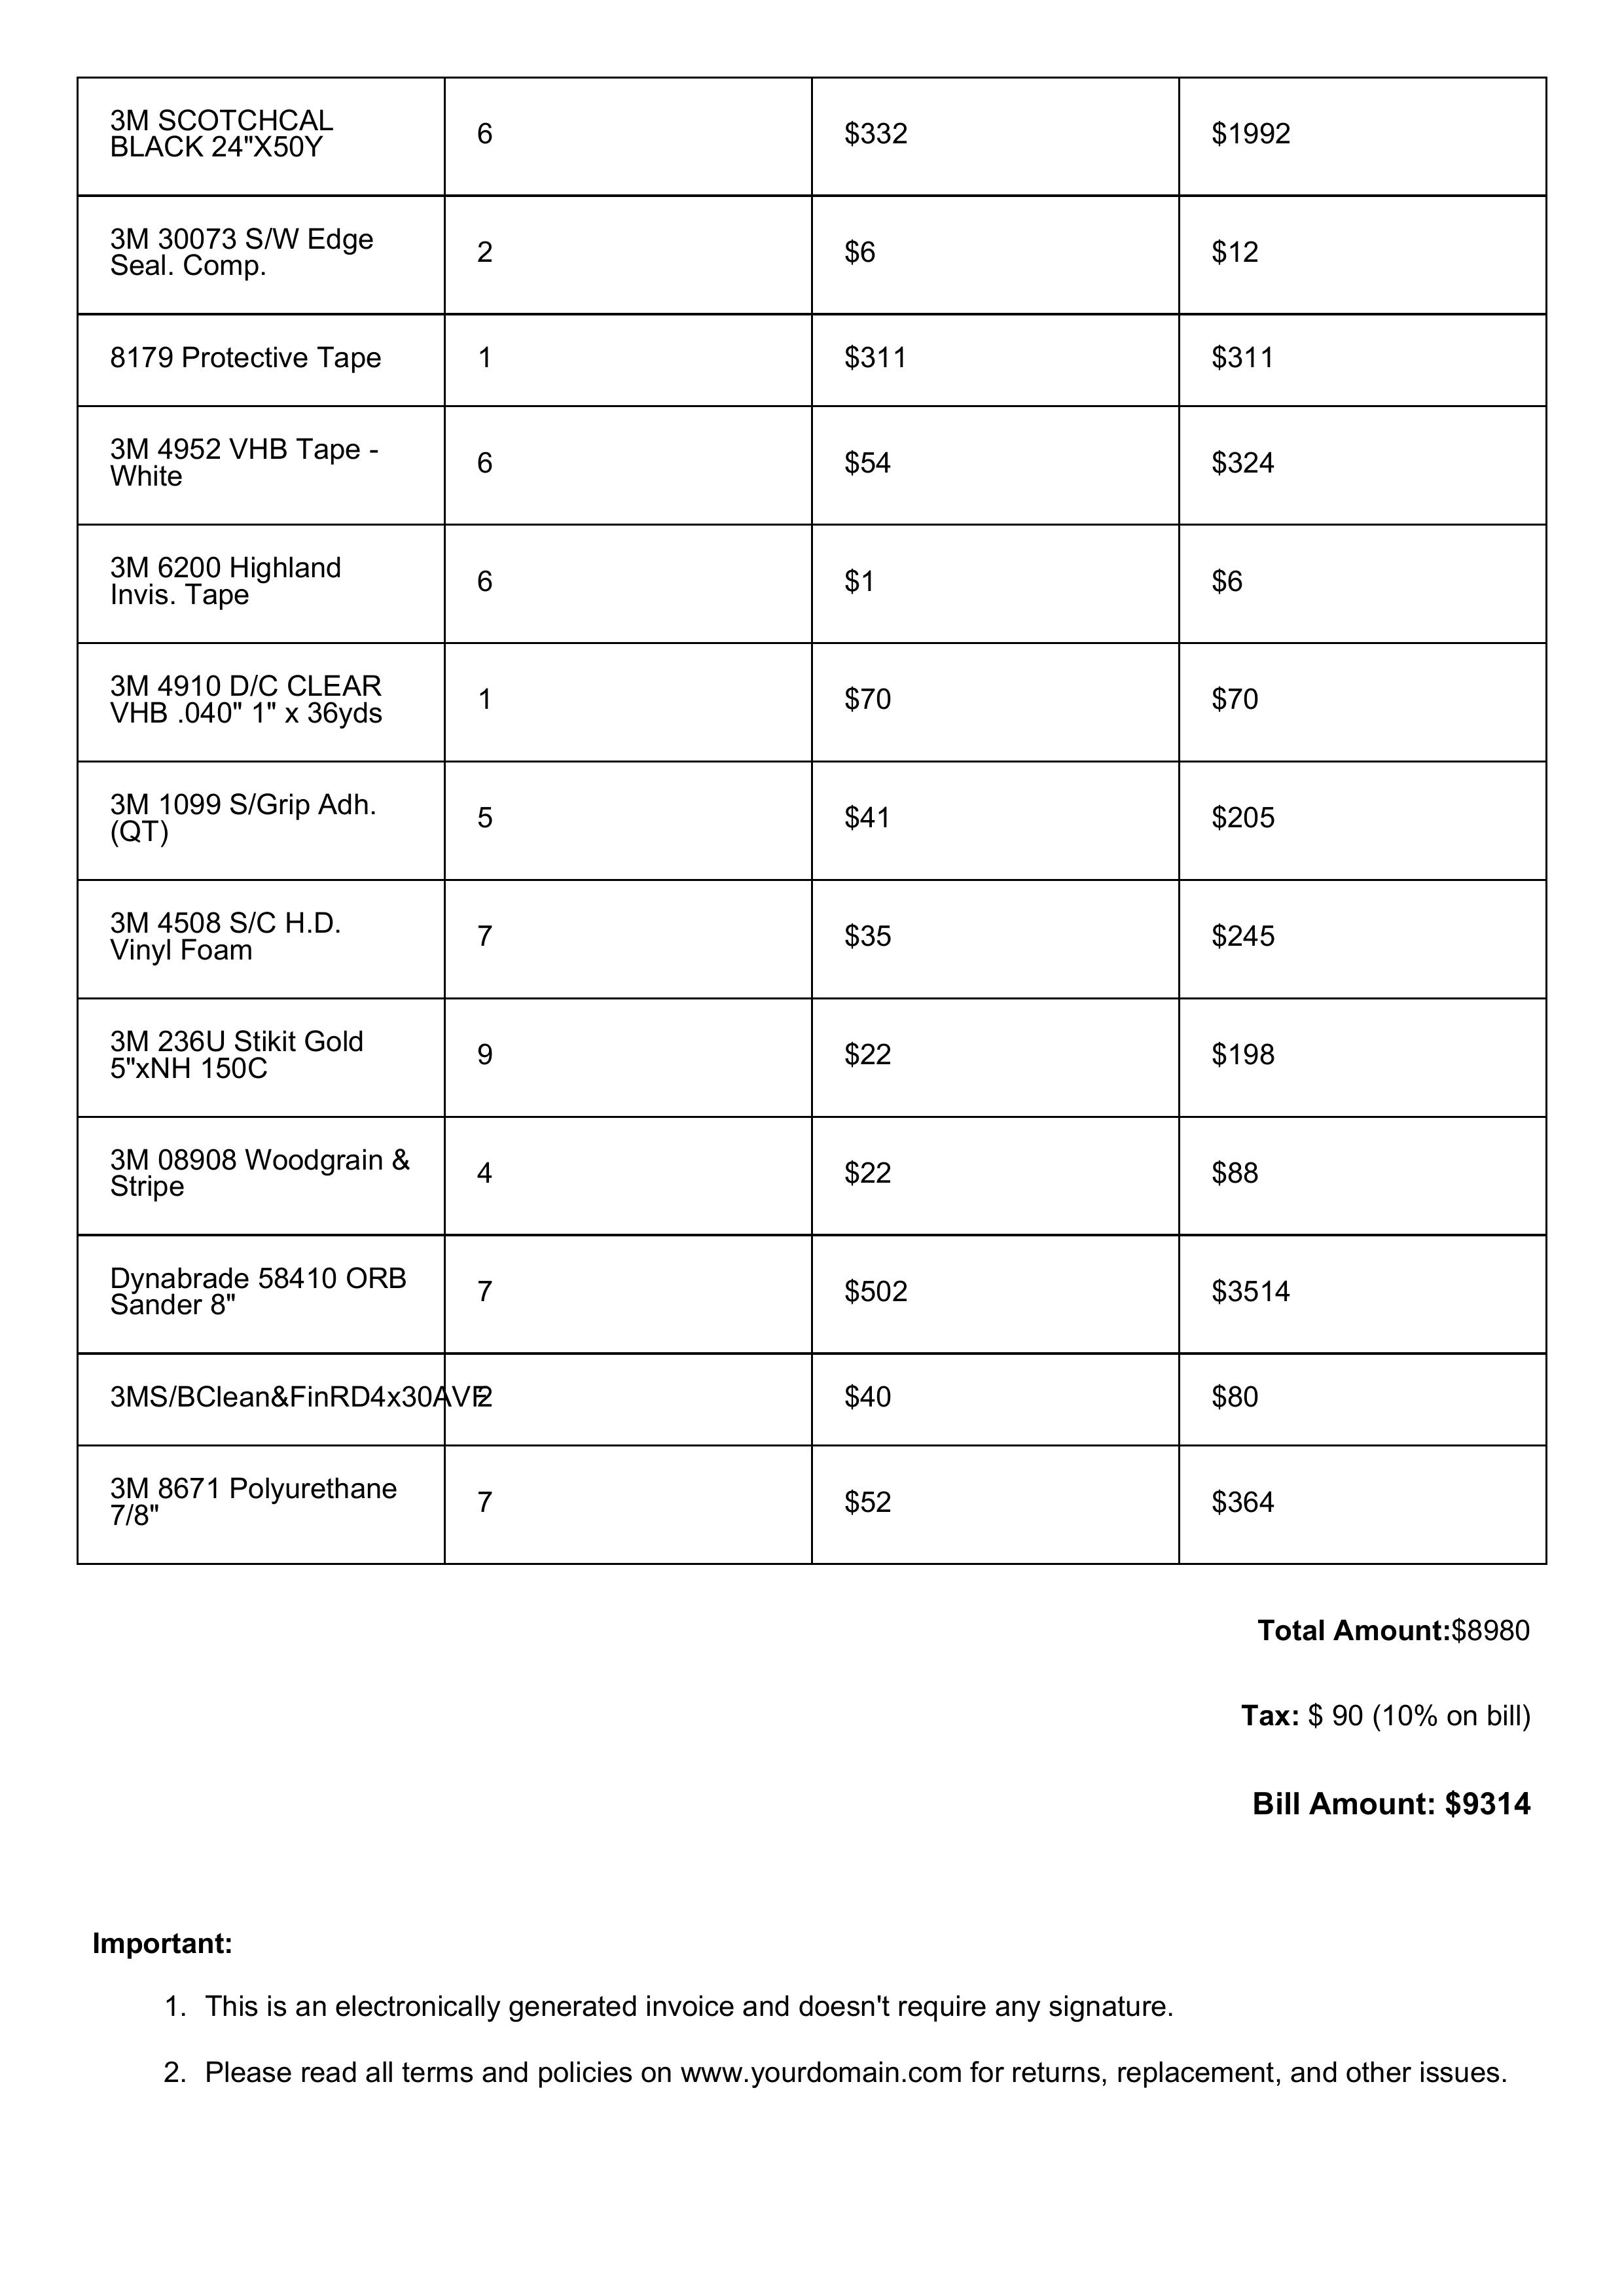 3M SCOTCHCAL
BLACK 24"X50Y
6
$332
$1992
3M 30073 S/W Edge
Seal. Comp.
2
$6
$12
8179 Protective Tape
1
$311
$311
3M 4952 VHB Tape -
White
6
$54
$324
3M 6200 Highland
Invis. Tape
6
$1
$6
3M 4910 D/C CLEAR
VHB .040" 1" x 36yds
1
$70
$70
3M 1099 S/Grip Adh.
(QT)
5
$41
$205
3M 4508 S/C H.D.
Vinyl Foam
7
$35
$245
3M 236U Stikit Gold
5"xNH 150C
9
$22
$198
3M 08908 Woodgrain &
Stripe
4
$22
$88
Dynabrade 58410 ORB
Sander 8"
7
$502
$3514
3MS/BClean&FinRD4x30AVF
2
$40
$80
3M 8671 Polyurethane
7/8"
7
$52
$364
Total Amount:$8980
Tax: $ 90 (10% on bill)
Bill Amount: $9314
Important:
1. This is an electronically generated invoice and doesn't require any signature.
2. Please read all terms and policies on www.yourdomain.com for returns, replacement, and other issues.